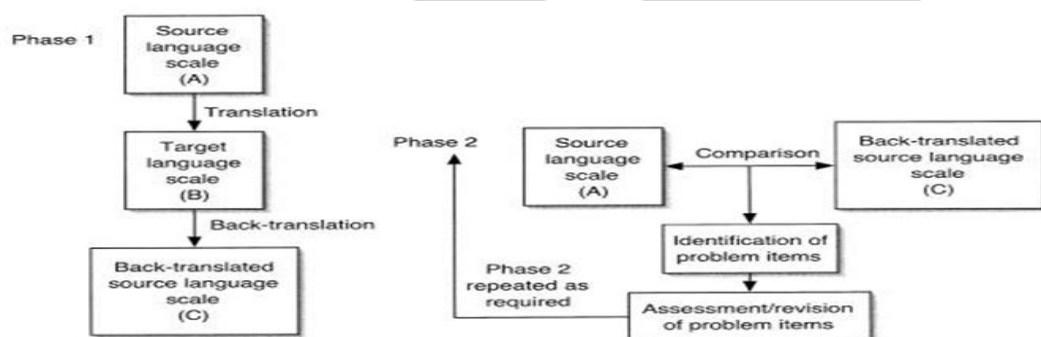 Phase 1
Source
language
scale
(A)
Translation
Target
language
scale
(B)
Back-translation
Back-translated
source language
scale
(C)
Phase 2
Source
language
scale
(A)
Comparison
Back-translated
source language
scale
(C)
Identification of
problem items
Phase 2
repeated as
required
Assessment/revision
of problem items